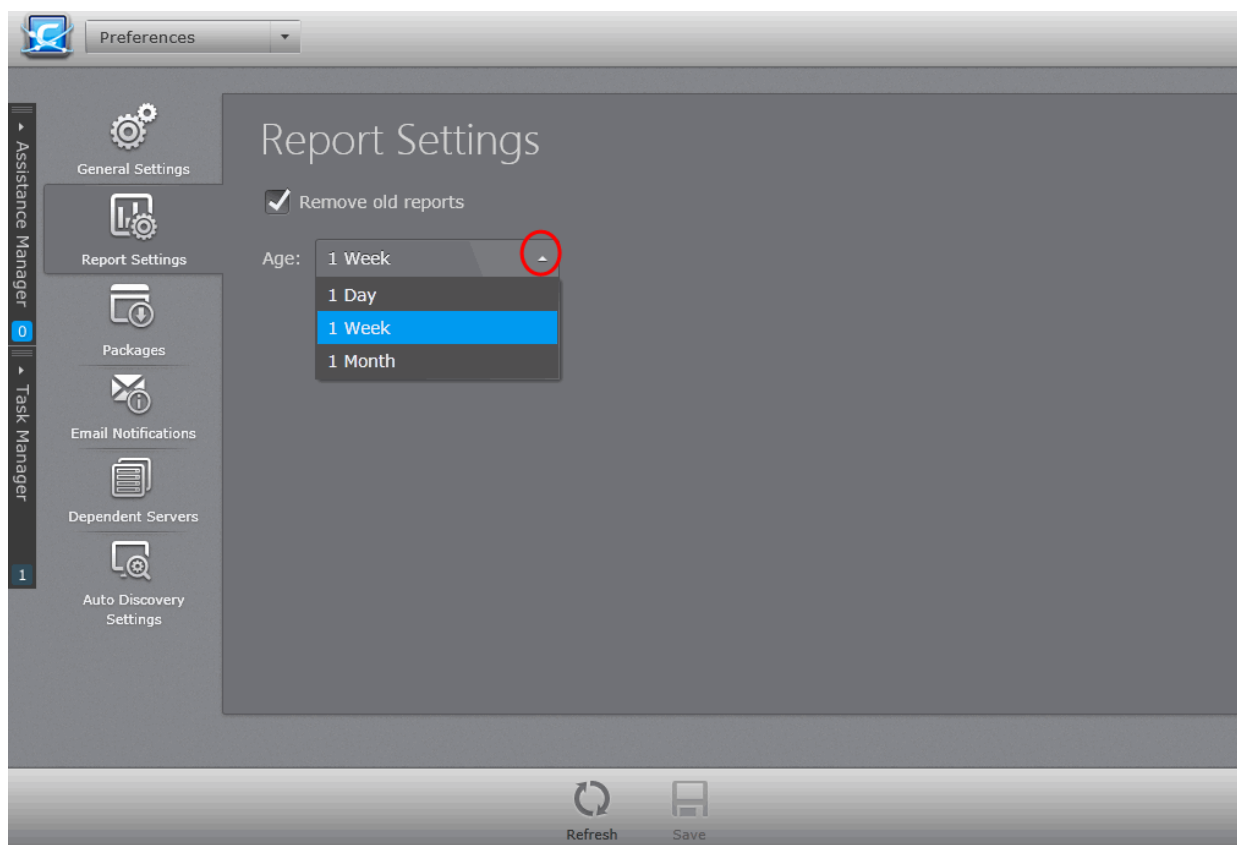 Preferences
Assistance Manager
0
Task Manager
1
General Settings
Report Settings
Packages
Email Notifications
Dependent Servers
Auto Discovery
Settings
Report Settings
Remove old reports
Age: 1 Week
1 Day
1 Week
1 Month
Refresh
Save